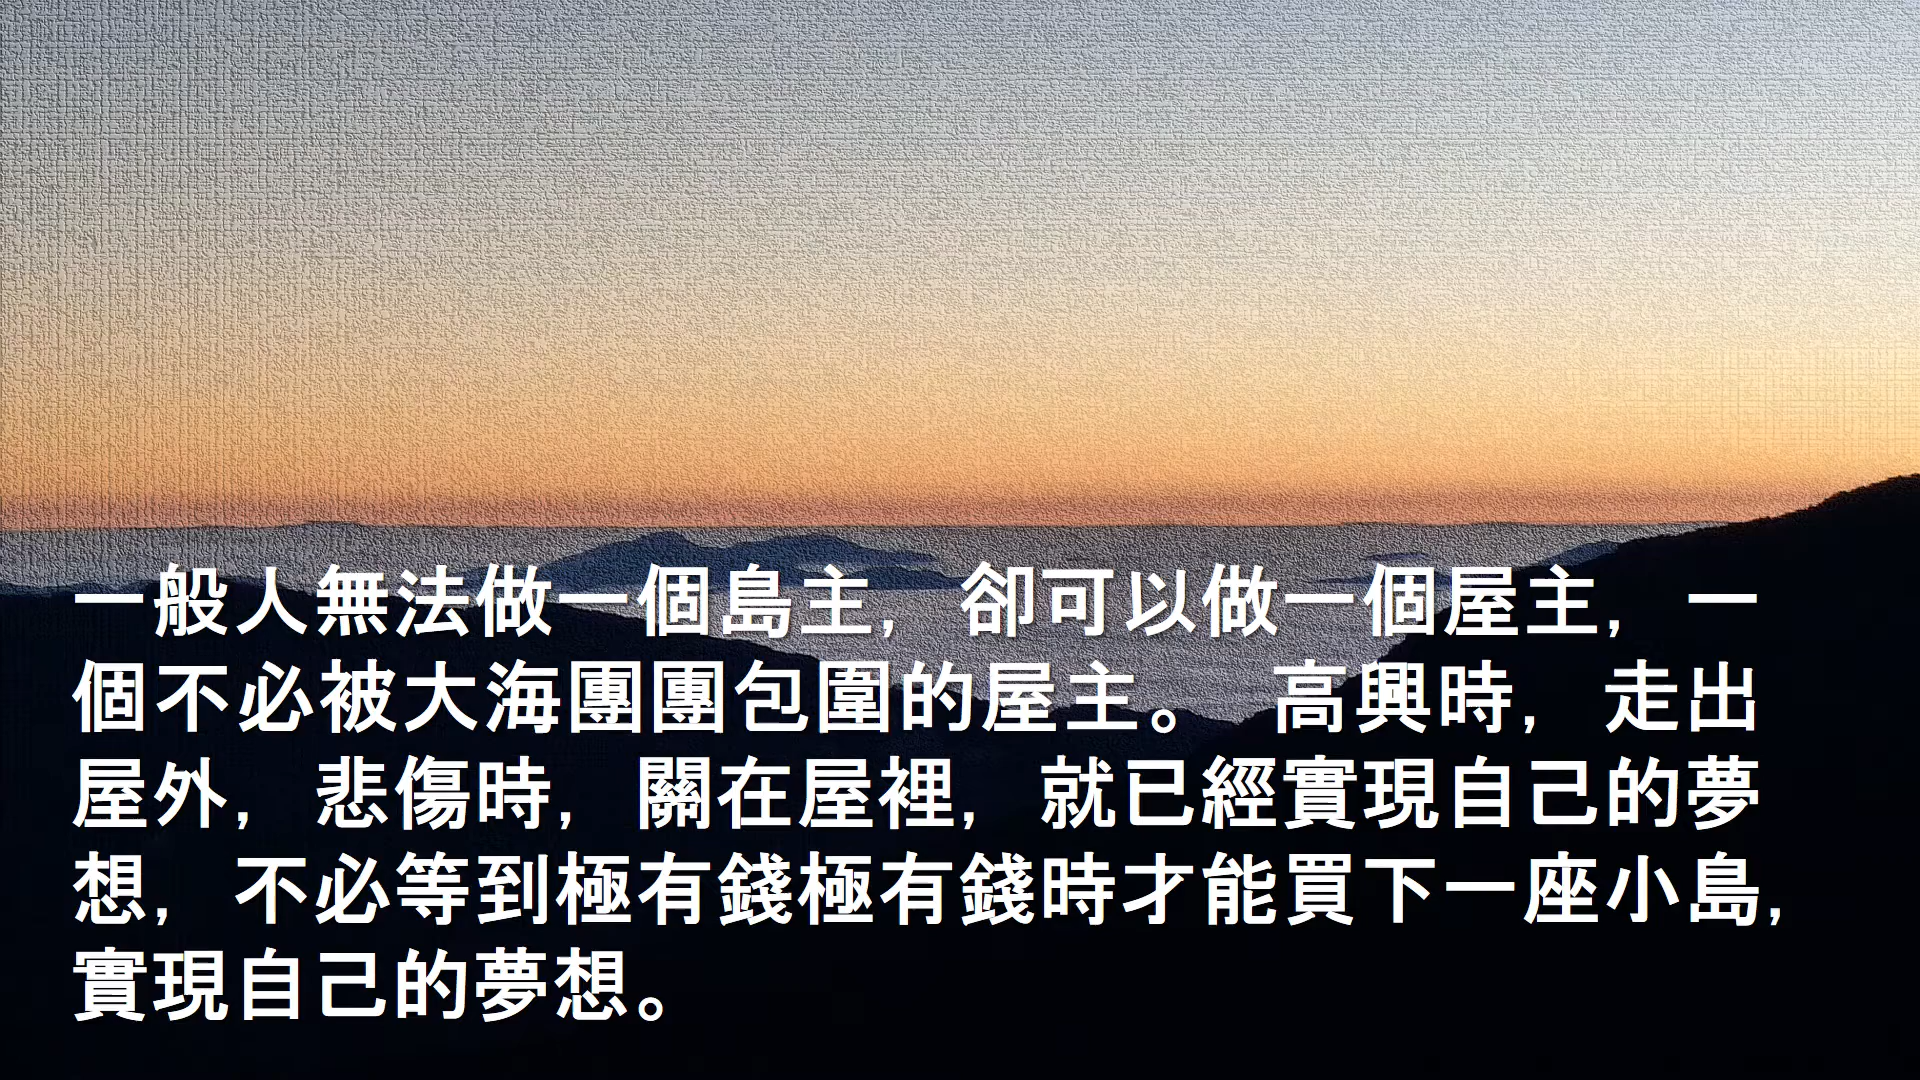 一般人無法做一個島主, 卻可以做一個屋主, 一
個不必被大海團團包圍的屋主。 高興時, 走出
屋外, 悲傷時, 關在屋裡, 就已經實現自己的夢
想, 不必等到極有錢極有錢時才能買下一座小島,
實現自己的夢想。